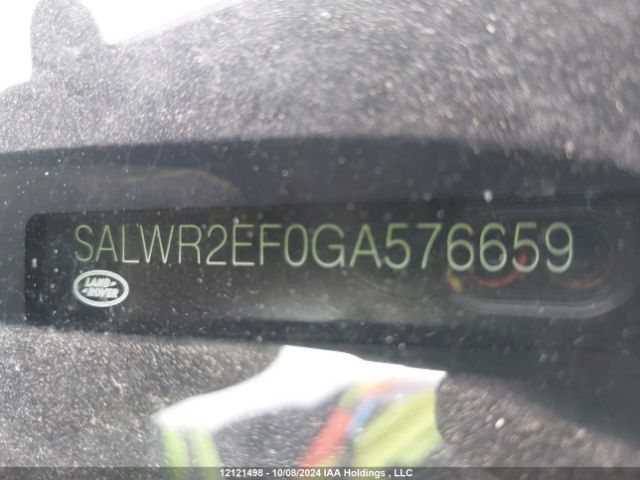 SALWR2EF0GA576659
LAND
ROVER
12121498 - 10/08/2024 IAA Holdings , LLC